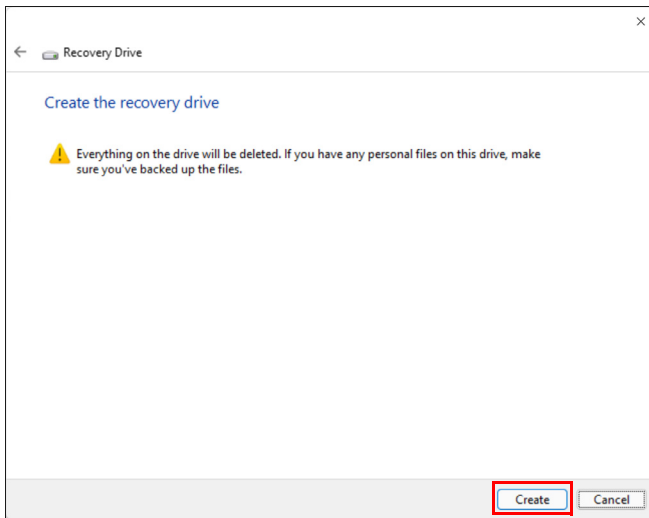 Recovery Drive
Create the recovery drive
Everything on the drive will be deleted. If you have any personal files on this drive, make
sure you've backed up the files.
Create Cancel